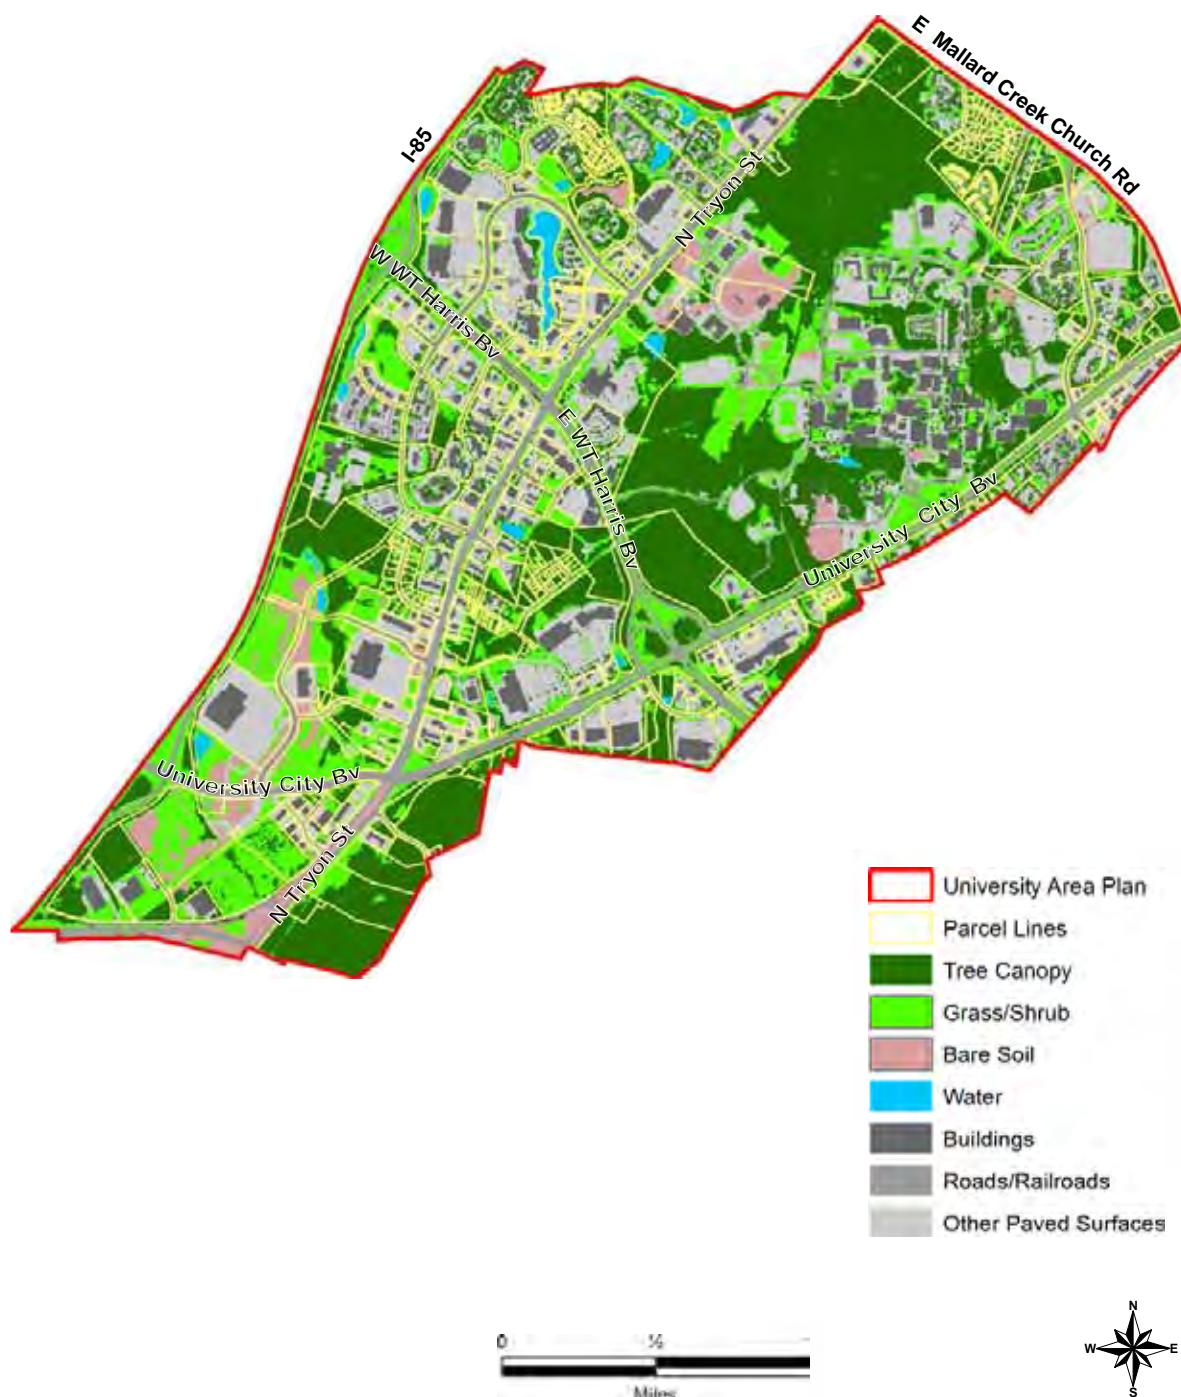 E Mallard Creek Church Rd
I-85
N Tryon St
W WT Harris Bv
E WT Harris Bv
University City Bv
University City Bv
N Tryon St
University Area Plan
Parcel Lines
Tree Canopy
Grass/Shrub
Bare Soil
Water
Buildings
Roads/Railroads
Other Paved Surfaces
0 ½
Miles
N
W E
S